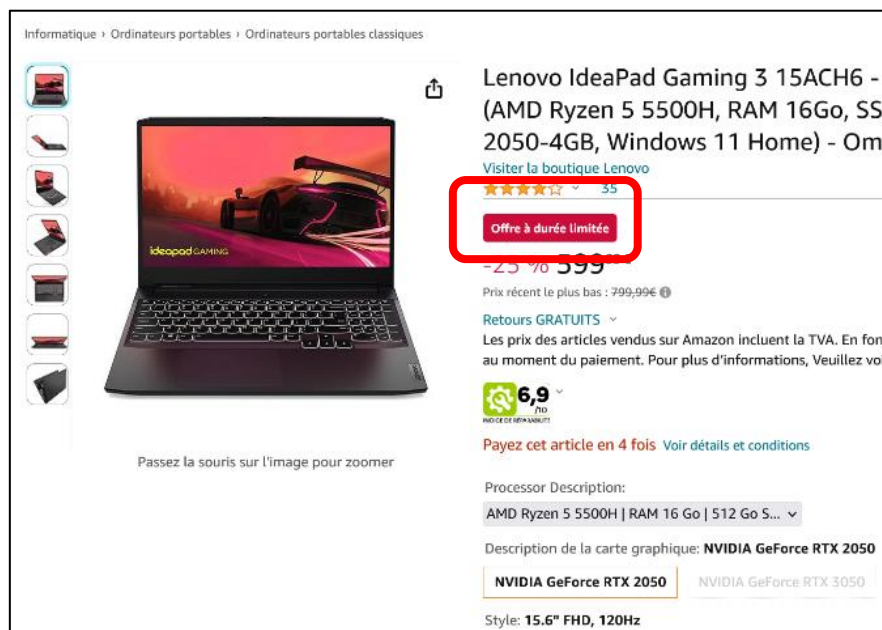 Informatique › Ordinateurs portables › Ordinateurs portables classiques
Lenovo IdeaPad Gaming 3 15ACH6 -
(AMD Ryzen 5 5500H, RAM 16Go, SS
2050-4GB, Windows 11 Home) - Om
Visiter la boutique Lenovo
35
Offre à durée limitée
-25 % 599
Prix récent le plus bas : 799,99€
Retours GRATUITS
Les prix des articles vendus sur Amazon incluent la TVA. En fon
au moment du paiement. Pour plus d'informations, Veuillez voi
6,9
/10
INDICE DE RÉPARABILITÉ
Payez cet article en 4 fois Voir détails et conditions
ideapad GAMING
Lenovo
Passez la souris sur l'image pour zoomer
Processor Description:
AMD Ryzen 5 5500H | RAM 16 Go | 512 Go S...
Description de la carte graphique: NVIDIA GeForce RTX 2050
NVIDIA GeForce RTX 2050 NVIDIA GeForce RTX 3050
Style: 15.6" FHD, 120Hz